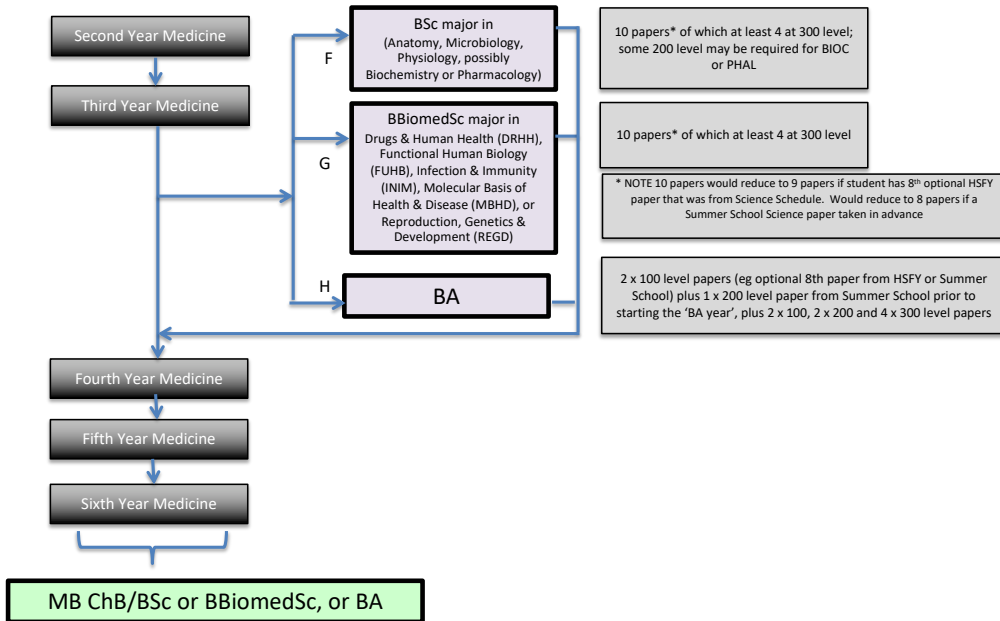 Second Year Medicine
Third Year Medicine
F
BSc major in
(Anatomy, Microbiology,
Physiology, possibly
Biochemistry or Pharmacology)
10 papers* of which at least 4 at 300 level;
some 200 level may be required for BIOC
or PHAL
G
BBiomedSc major in
Drugs & Human Health (DRHH),
Functional Human Biology
(FUHB), Infection & Immunity
(INIM), Molecular Basis of
Health & Disease (MBHD), or
Reproduction, Genetics &
Development (REGD)
10 papers* of which at least 4 at 300 level
* NOTE 10 papers would reduce to 9 papers if student has 8th optional HSFY
paper that was from Science Schedule. Would reduce to 8 papers if a
Summer School Science paper taken in advance
H
BA
2 x 100 level papers (eg optional 8th paper from HSFY or Summer
School) plus 1 x 200 level paper from Summer School prior to
starting the ‘BA year’, plus 2 x 100, 2 x 200 and 4 x 300 level papers
Fourth Year Medicine
Fifth Year Medicine
Sixth Year Medicine
MB ChB/BSc or BBiomedSc, or BA